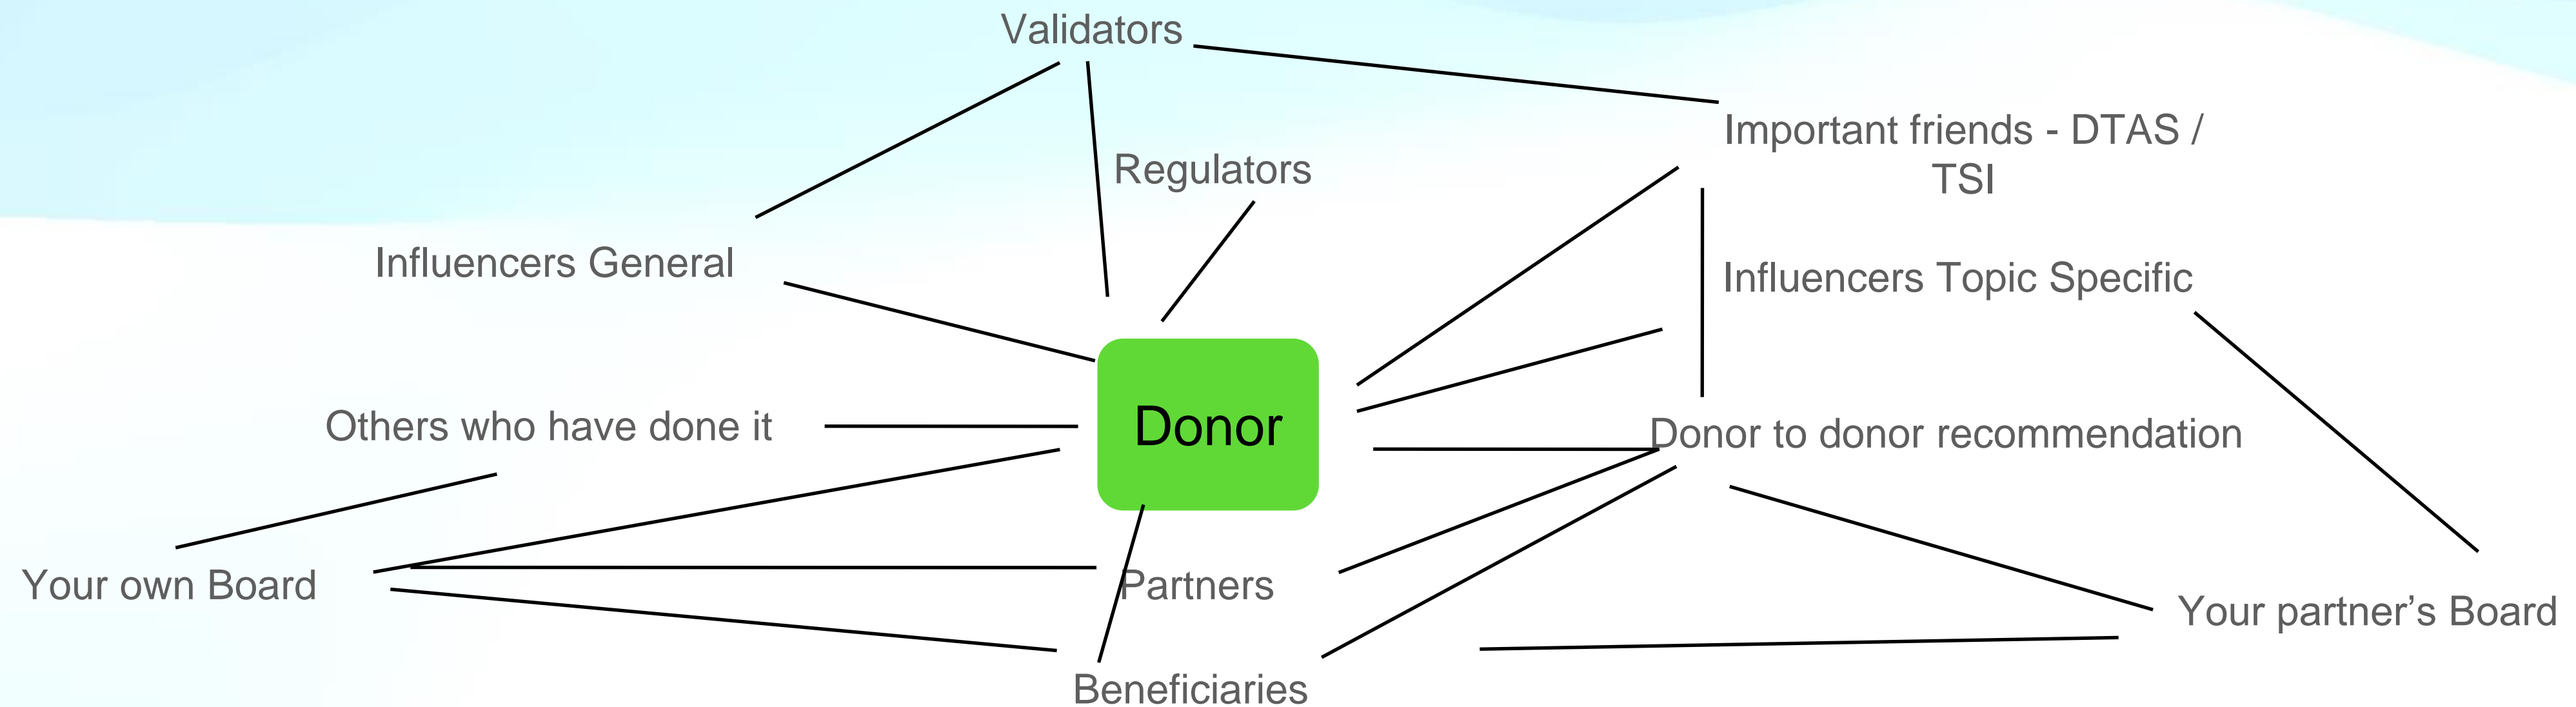 Validators
Important friends - DTAS /
TSI
Regulators
Influencers General
Influencers Topic Specific
Others who have done it
Donor
Donor to donor recommendation
Your own Board
Partners
Your partner’s Board
Beneficiaries